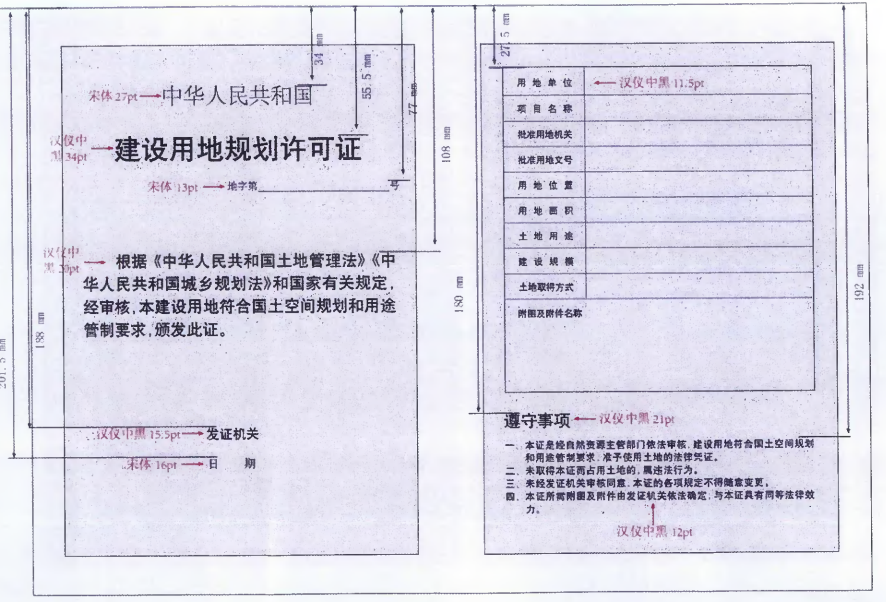 34 mm
55.5 mm
77 mm
108 mm
188 mm
201.5 mm
宋体 27pt
中华人民共和国
汉仪中
黑 34pt
建设用地规划许可证
宋体 13pt
地字第 号
汉仪中
黑 30pt
根据《中华人民共和国土地管理法》《中
华人民共和国城乡规划法》和国家有关规定,
经审核,本建设用地符合国土空间规划和用途
管制要求,颁发此证。
汉仪中黑 15.5pt
发证机关
宋体 16pt
日 期
27.5 mm
180 mm
192 mm
用地单位
汉仪中黑 11.5pt
项目名称
批准用地机关
批准用地文号
用地位置
用地面积
土地用途
建设规模
土地取得方式
附图及附件名称
遵守事项
汉仪中黑 21pt
一、本证是经自然资源主管部门依法审核,建设用地符合国土空间规划
和用途管制要求,准予使用土地的法律凭证。
二、未取得本证而占用土地的,属违法行为。
三、未经发证机关审核同意,本证的各项规定不得随意变更。
四、本证所需附图及附件由发证机关依法确定,与本证具有同等法律效
力。
汉仪中黑 12pt